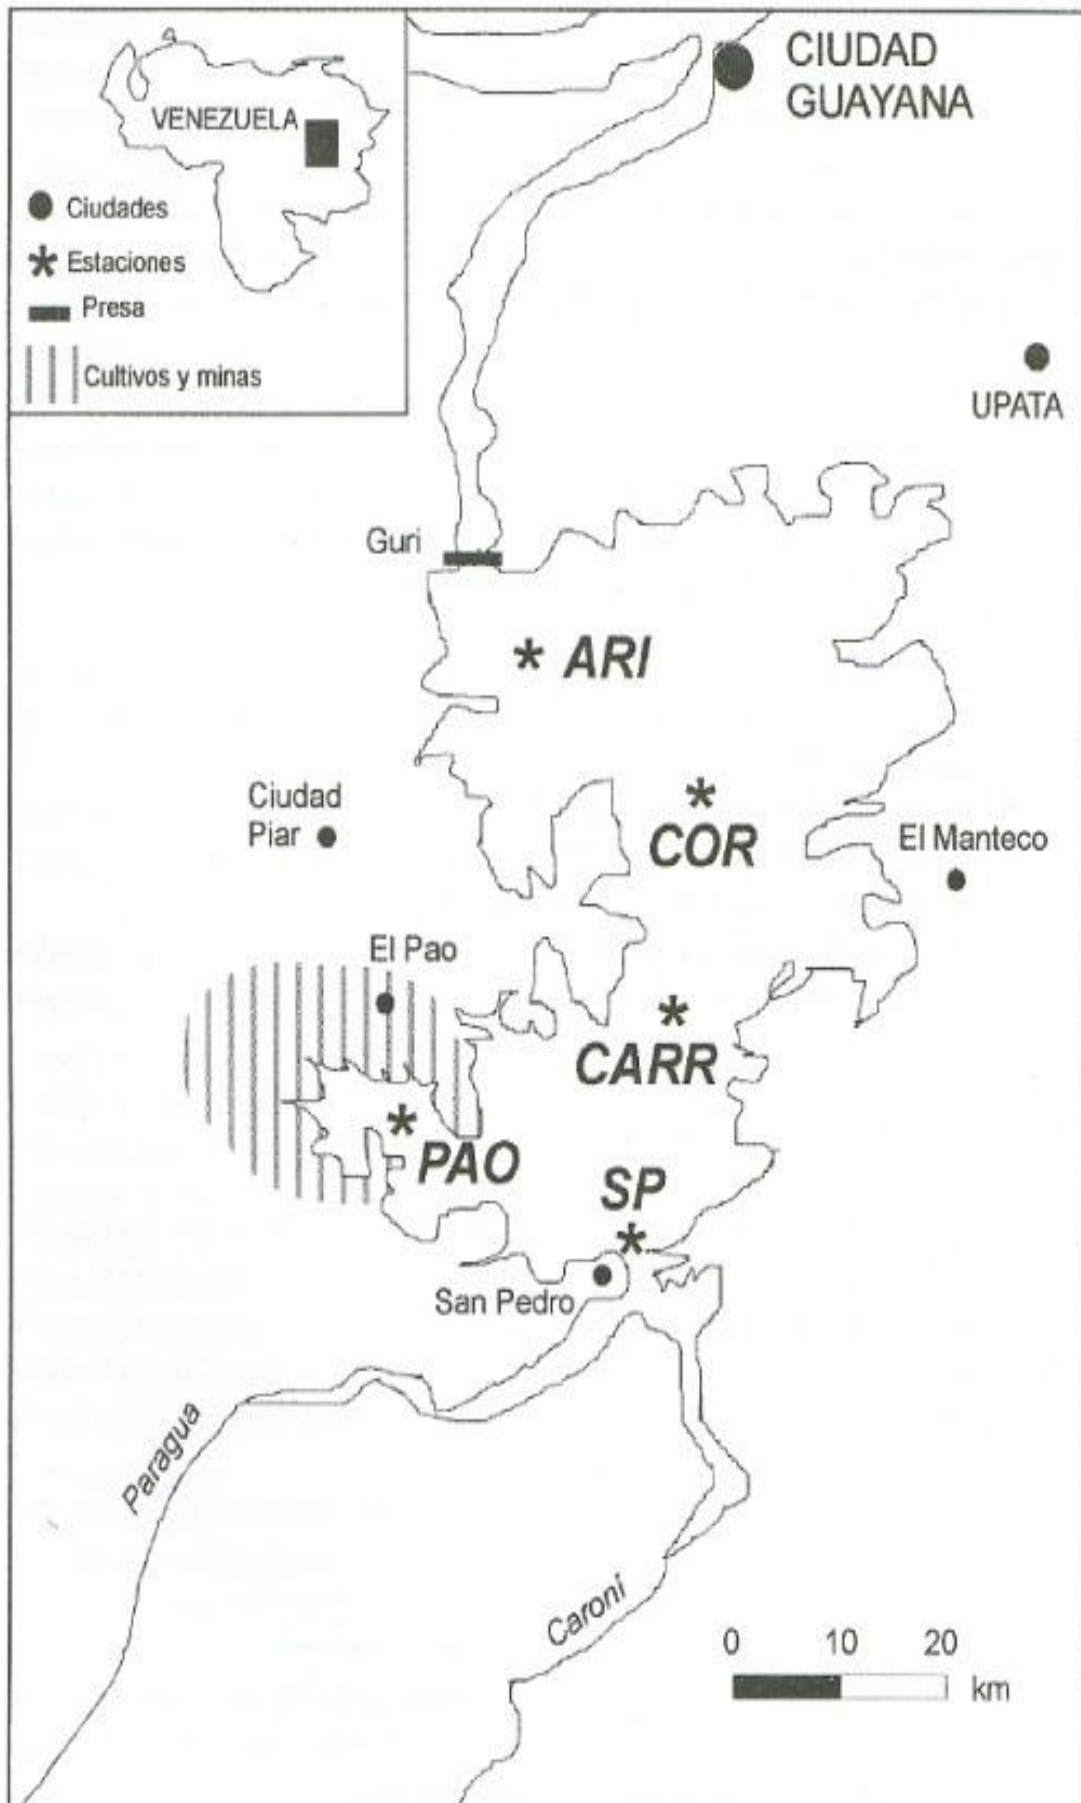 VENEZUELA
Ciudades
Estaciones
Presa
Cultivos y minas
CIUDAD
GUAYANA
UPATA
Guri
ARI
Ciudad
Piar
COR
El Manteco
El Pao
CARR
PAO
SP
San Pedro
Paragua
Caroní
0 10 20
km